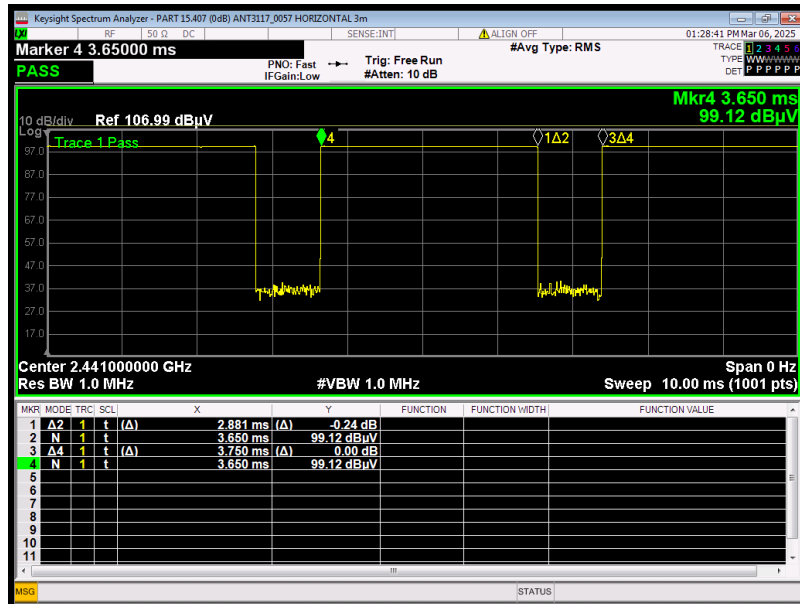 Keysight Spectrum Analyzer - PART 15.407 (0dB) ANT3117_0057 HORIZONTAL 3m
RF 50 Ω DC SENSE:INT ALIGN OFF 01:28:41 PM Mar 06, 2025
Marker 4 3.65000 ms
PASS
PNO: Fast
IFGain:Low
Trig: Free Run
#Atten: 10 dB
#Avg Type: RMS
TRACE 1 2 3 4 5 6
TYPE WWWWWW
DET P P P P P P
Mkr4 3.650 ms
99.12 dBµV
10 dB/div Ref 106.99 dBµV
Log
Trace 1 Pass
4
1Δ2
3Δ4
97.0
87.0
77.0
67.0
57.0
47.0
37.0
27.0
17.0
Center 2.441000000 GHz Span 0 Hz
Res BW 1.0 MHz #VBW 1.0 MHz Sweep 10.00 ms (1001 pts)
MKR MODE TRC SCL X Y FUNCTION FUNCTION WIDTH FUNCTION VALUE
1 Δ2 1 t (Δ) 2.881 ms (Δ) -0.24 dB
2 N 1 t 3.650 ms 99.12 dBµV
3 Δ4 1 t (Δ) 3.750 ms (Δ) 0.00 dB
4 N 1 t 3.650 ms 99.12 dBµV
5
6
7
8
9
10
11
MSG STATUS